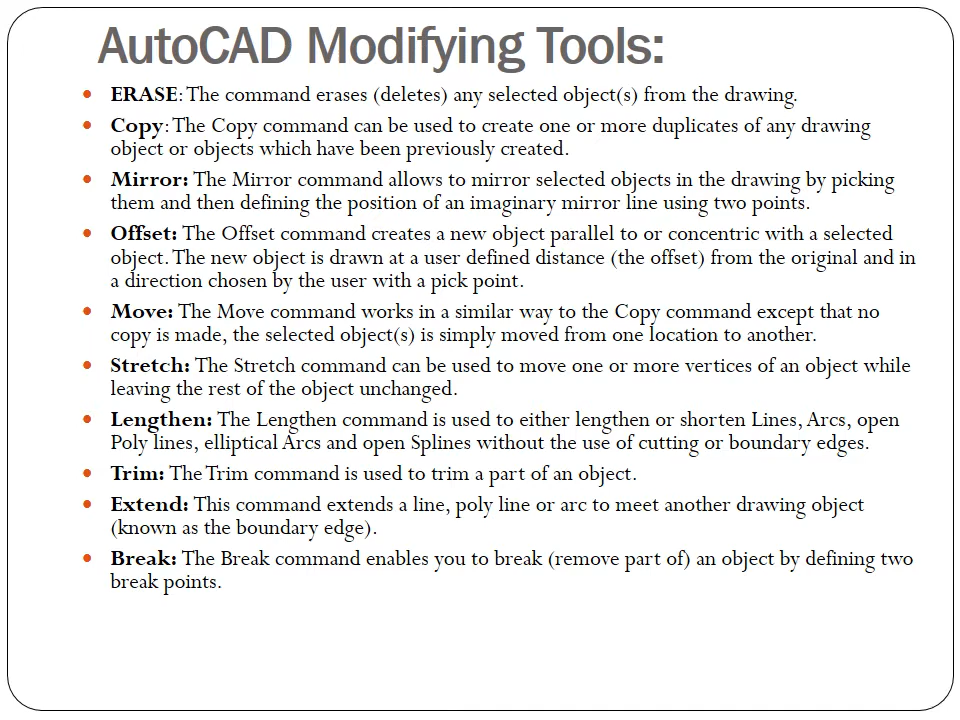 AutoCAD Modifying Tools:
• ERASE: The command erases (deletes) any selected object(s) from the drawing.
• Copy: The Copy command can be used to create one or more duplicates of any drawing
object or objects which have been previously created.
• Mirror: The Mirror command allows to mirror selected objects in the drawing by picking
them and then defining the position of an imaginary mirror line using two points.
• Offset: The Offset command creates a new object parallel to or concentric with a selected
object. The new object is drawn at a user defined distance (the offset) from the original and in
a direction chosen by the user with a pick point.
• Move: The Move command works in a similar way to the Copy command except that no
copy is made, the selected object(s) is simply moved from one location to another.
• Stretch: The Stretch command can be used to move one or more vertices of an object while
leaving the rest of the object unchanged.
• Lengthen: The Lengthen command is used to either lengthen or shorten Lines, Arcs, open
Poly lines, elliptical Arcs and open Splines without the use of cutting or boundary edges.
• Trim: The Trim command is used to trim a part of an object.
• Extend: This command extends a line, poly line or arc to meet another drawing object
(known as the boundary edge).
• Break: The Break command enables you to break (remove part of) an object by defining two
break points.